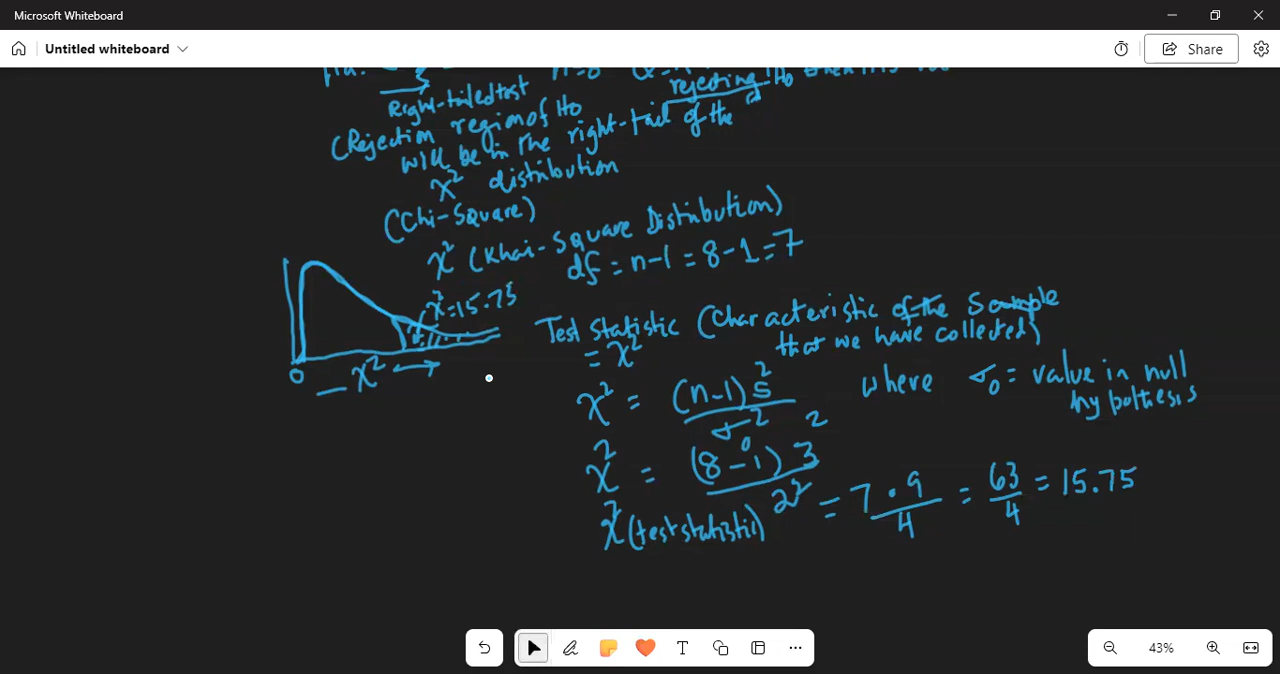 Microsoft Whiteboard
Untitled whiteboard
Share
n=8
rejecting Ho then
Right-tailed test
(Rejection region of Ho
will be in the right-tail of the
χ² distribution
(Chi-Square)
χ² (Khai-Square Distribution)
df = n-1 = 8-1 = 7
χ²=15.75
0
χ²
Test Statistic (Characteristic of the Sample
that we have collected)
= χ²
χ² = (n-1)s² / σ₀²
where σ₀ = value in null
hypothesis
χ² = (8-1)3² / 2² = 7·9 / 4 = 63/4 = 15.75
χ² (test statistic)
T
43%